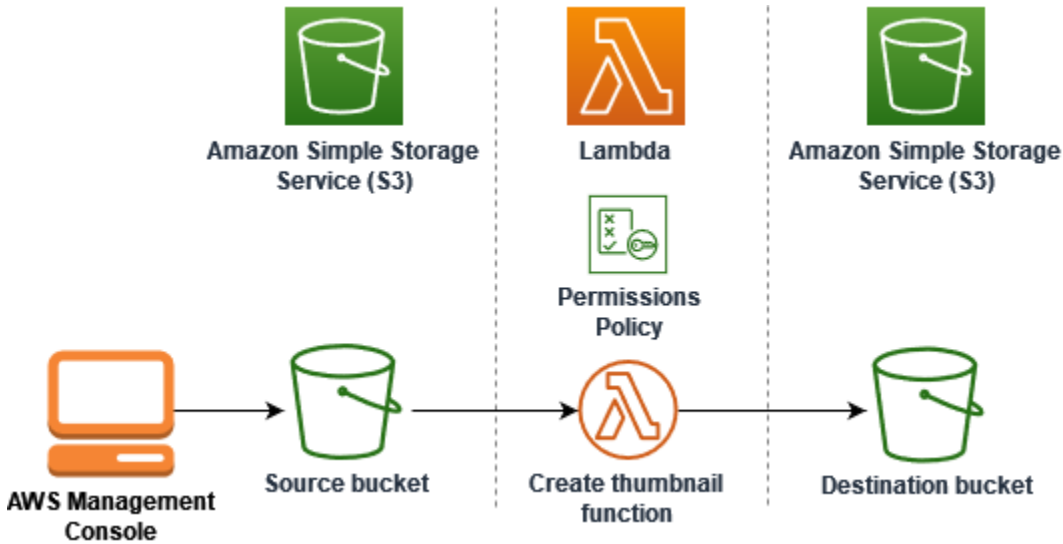 Amazon Simple Storage
Service (S3)
Lambda
Amazon Simple Storage
Service (S3)
Permissions
Policy
AWS Management
Console
Source bucket
Create thumbnail
function
Destination bucket